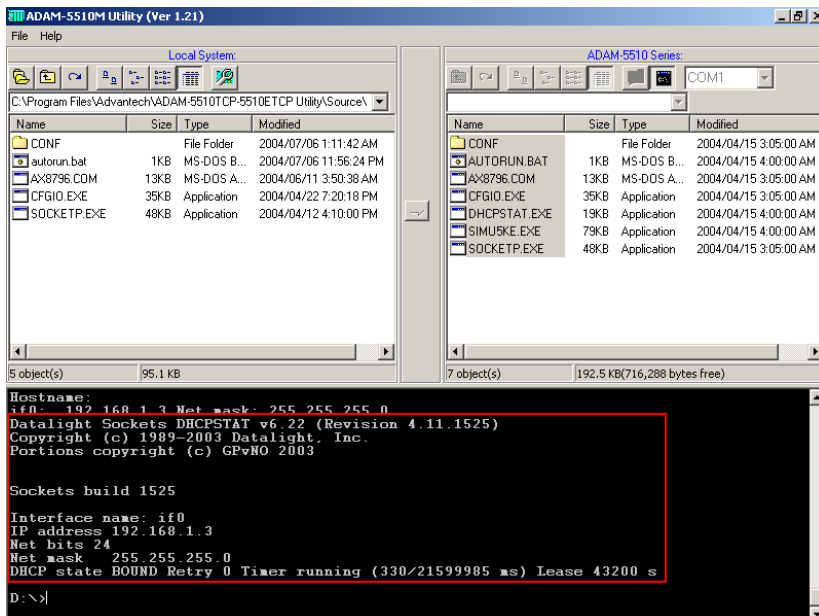 ADAM-5510M Utility (Ver 1.21)
File Help
Local System:
C:\Program Files\Advantech\ADAM-5510TCP-5510ETCP Utility\Source\
Name Size Type Modified
CONF File Folder 2004/07/06 1:11:42 AM
autorun.bat 1KB MS-DOS B... 2004/07/06 11:56:24 PM
AX8796.COM 13KB MS-DOS A... 2004/06/11 3:50:38 AM
CFGIO.EXE 35KB Application 2004/04/22 7:20:18 PM
SOCKETP.EXE 48KB Application 2004/04/12 4:10:00 PM
5 object(s) 95.1 KB
ADAM-5510 Series:
COM1
Name Size Type Modified
CONF File Folder 2004/04/15 3:05:00 AM
AUTORUN.BAT 1KB MS-DOS B... 2004/04/15 4:00:00 AM
AX8796.COM 13KB MS-DOS A... 2004/04/15 3:05:00 AM
CFGIO.EXE 35KB Application 2004/04/15 3:05:00 AM
DHCPSTAT.EXE 19KB Application 2004/04/15 4:00:00 AM
SIMU5KE.EXE 79KB Application 2004/04/15 4:00:00 AM
SOCKETP.EXE 48KB Application 2004/04/15 3:05:00 AM
7 object(s) 192.5 KB(716,288 bytes free)
Hostname:
if0: 192.168.1.3 Net mask: 255.255.255.0
Datalight Sockets DHCPSTAT v6.22 (Revision 4.11.1525)
Copyright (c) 1989-2003 Datalight, Inc.
Portions copyright (c) GPvNO 2003
Sockets build 1525
Interface name: if0
IP address 192.168.1.3
Net bits 24
Net mask 255.255.255.0
DHCP state BOUND Retry 0 Timer running (330/21599985 ms) Lease 43200 s
D:\>